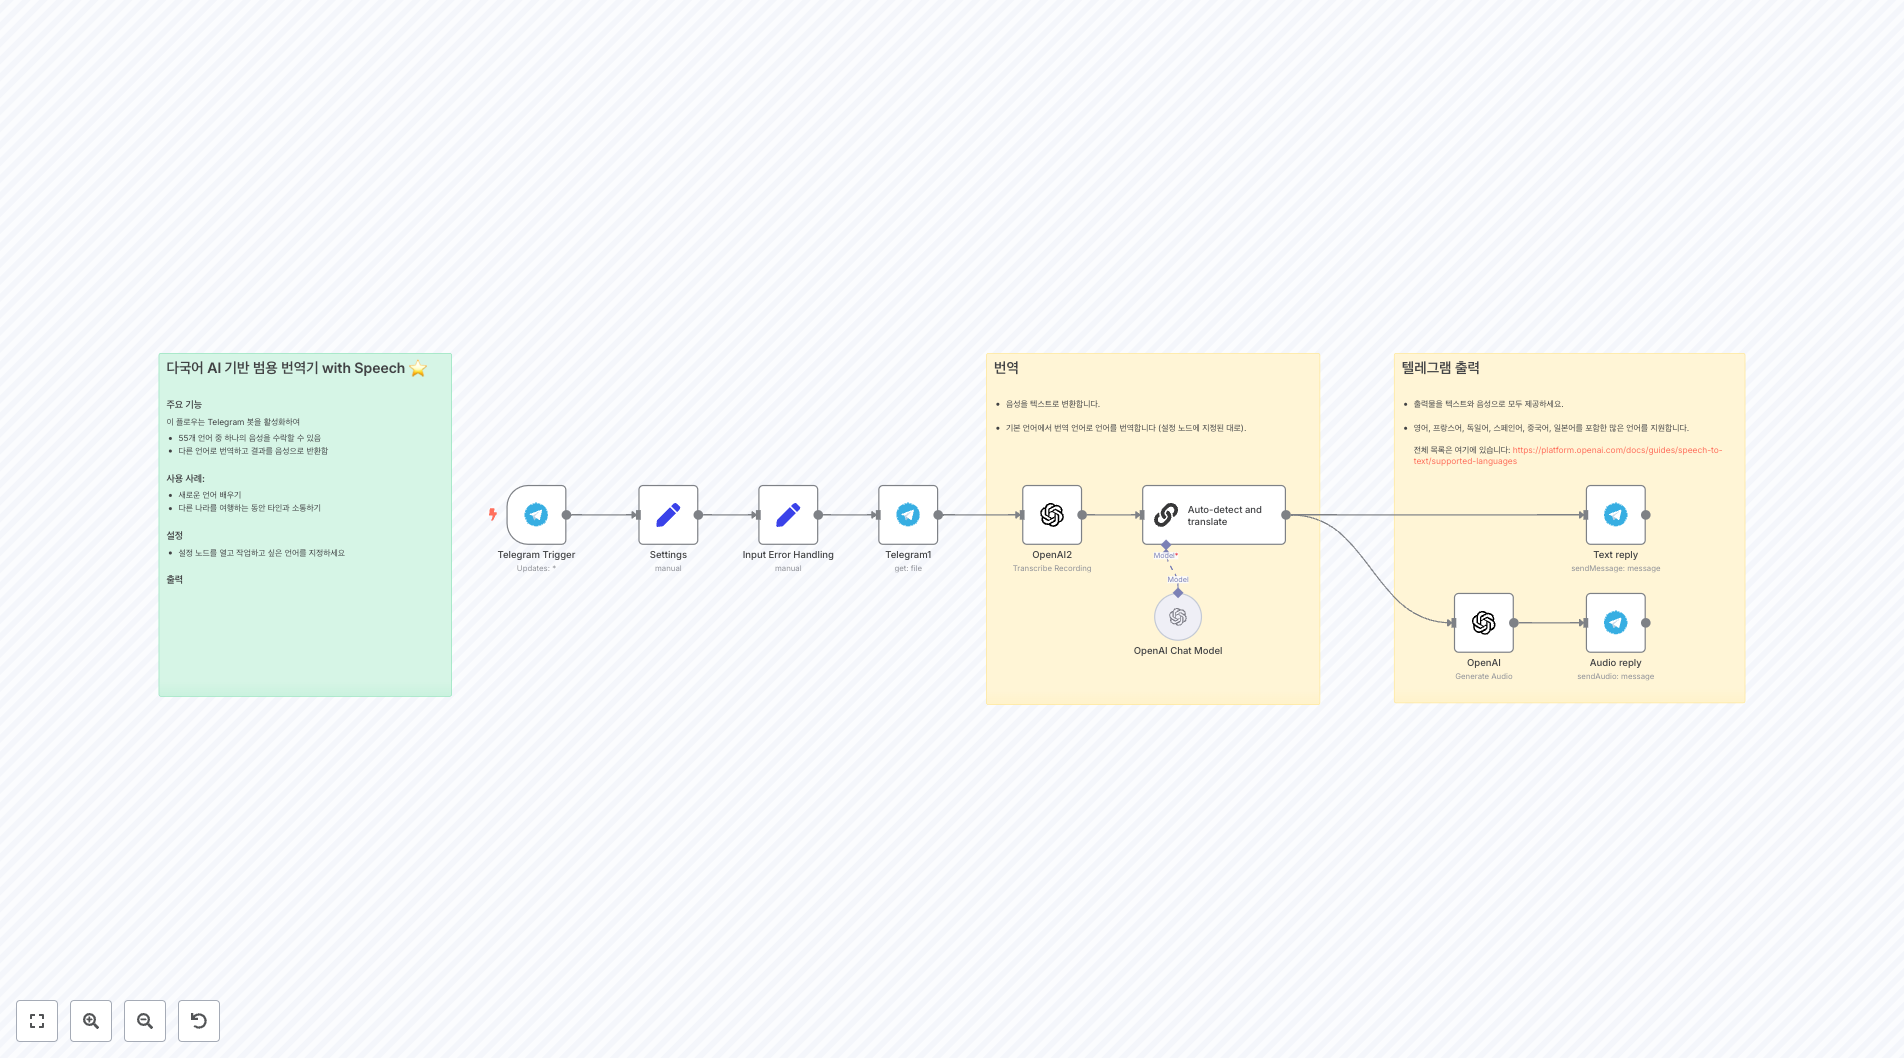 다국어 AI 기반 범용 번역기 with Speech ⭐
주요 기능
이 플로우는 Telegram 봇을 활성화하여
• 55개 언어 중 하나의 음성을 수락할 수 있음
• 다른 언어로 번역하고 결과를 음성으로 반환함
사용 사례:
• 새로운 언어 배우기
• 다른 나라를 여행하는 동안 타인과 소통하기
설정
• 설정 노드를 열고 작업하고 싶은 언어를 지정하세요
출력
Telegram Trigger
Updates: *
Settings
manual
Input Error Handling
manual
Telegram1
get: file
번역
• 음성을 텍스트로 변환합니다.
• 기본 언어에서 번역 언어로 언어를 번역합니다 (설정 노드에 지정된 대로).
OpenAI2
Transcribe Recording
Auto-detect and
translate
Model*
Model
OpenAI Chat Model
텔레그램 출력
• 출력물을 텍스트와 음성으로 모두 제공하세요.
• 영어, 프랑스어, 독일어, 스페인어, 중국어, 일본어를 포함한 많은 언어를 지원합니다.
전체 목록은 여기에 있습니다: https://platform.openai.com/docs/guides/speech-to-
text/supported-languages
Text reply
sendMessage: message
OpenAI
Generate Audio
Audio reply
sendAudio: message